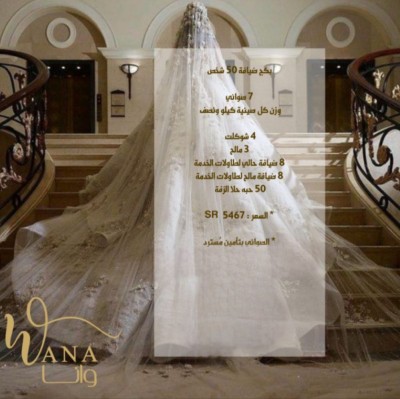 بكج ضيافة 50 شخص
7 صواني
وزن كل صينية كيلو ونصف
4 شوكلت
3 مالح
8 ضيافة حالي لطاولات الخدمة
8 ضيافة مالح لطاولات الخدمة
50 حبه حلا الزفة
* السعر : 5467 SR
* الصواني بتأمين مسترد
WANA
وانا